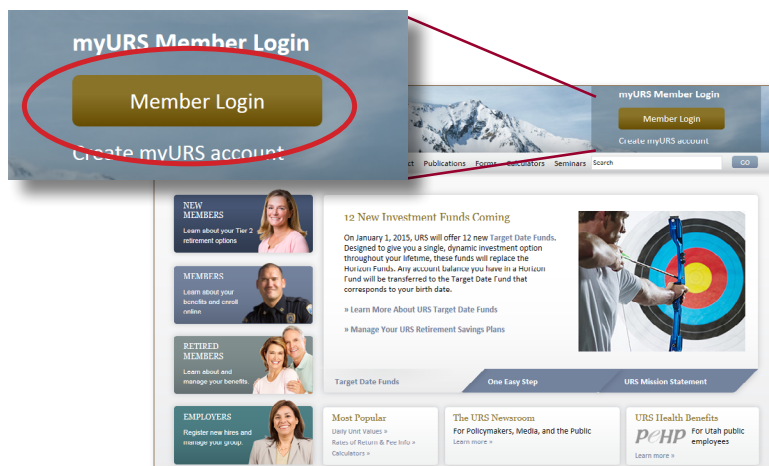 myURS Member Login
Member Login
Create myURS account
myURS Member Login
Member Login
Create myURS account
Publications Forms Calculators Seminars Search GO
NEW
MEMBERS
Learn about your Tier 2
retirement options
MEMBERS
Learn about your
benefits and enroll
online.
RETIRED
MEMBERS
Learn about and
manage your benefits.
EMPLOYERS
Register new hires and
manage your group.
12 New Investment Funds Coming
On January 1, 2015, URS will offer 12 new Target Date Funds.
Designed to give you a single, dynamic investment option
throughout your lifetime, these funds will replace the
Horizon Funds. Any account balance you have in a Horizon
Fund will be transferred to the Target Date Fund that
corresponds to your birth date.
» Learn More About URS Target Date Funds
» Manage Your URS Retirement Savings Plans
Target Date Funds
One Easy Step
URS Mission Statement
Most Popular
Daily Unit Values »
Rates of Return & Fee Info »
Calculators »
The URS Newsroom
For Policymakers, Media, and the Public
Learn more »
URS Health Benefits
PEHP
For Utah public
employees
Learn more »